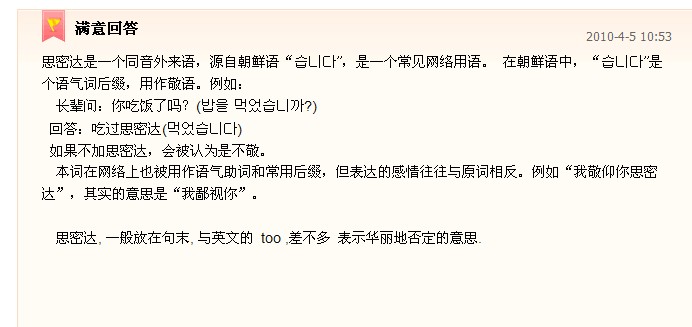 满意回答
2010-4-5 10:53
思密达是一个同音外来语，源自朝鲜语“습니다”，是一个常见网络用语。 在朝鲜语中，“습니다”是
个语气词后缀，用作敬语。例如：
长辈问：你吃饭了吗？(밥을 먹었습니까?)
回答：吃过思密达(먹었습니다)
如果不加思密达，会被认为是不敬。
本词在网络上也被用作语气助词和常用后缀，但表达的感情往往与原词相反。例如“我敬仰你思密
达”，其实的意思是“我鄙视你”。
思密达, 一般放在句末, 与英文的 too ,差不多 表示华丽地否定的意思.